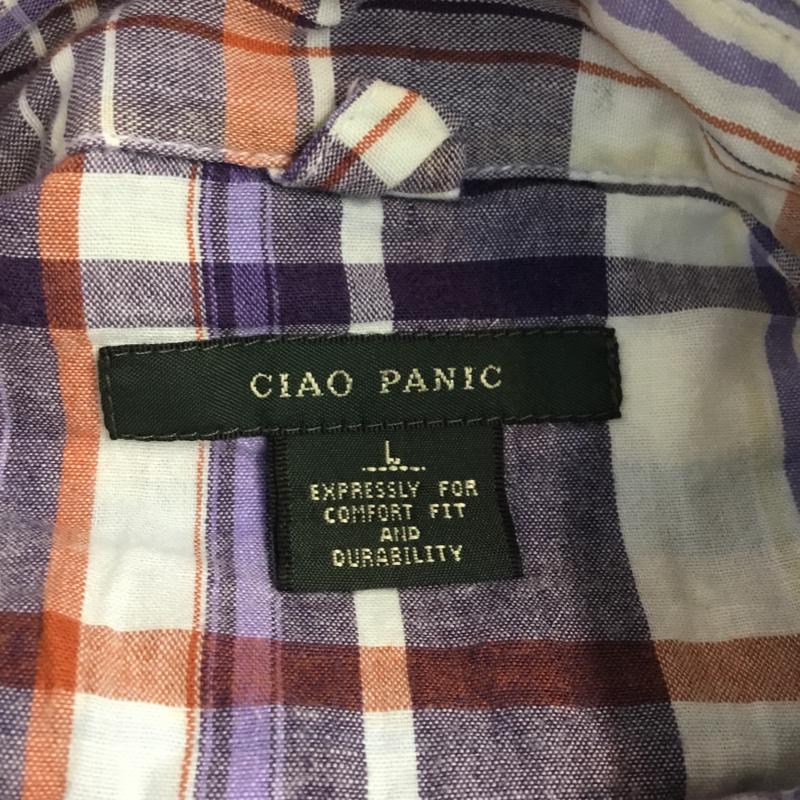 CIAO PANIC
L
EXPRESSLY FOR
COMFORT FIT
AND
DURABILITY